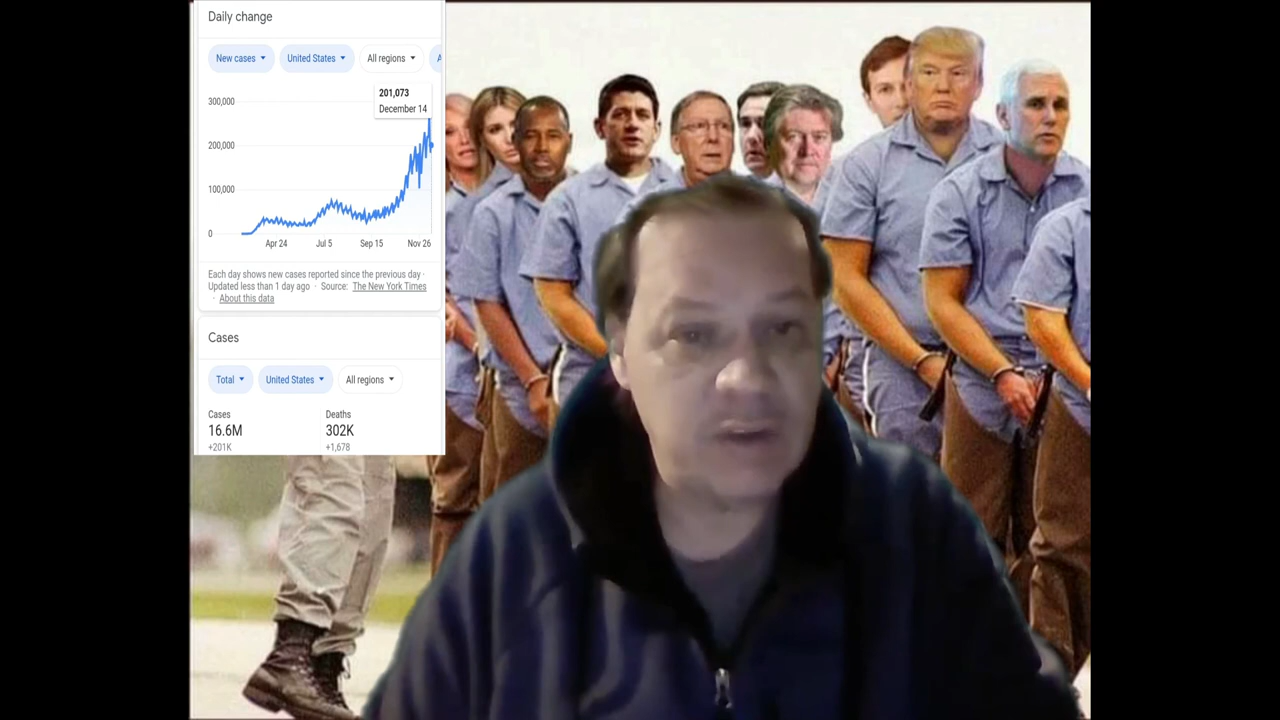 Daily change
New cases United States All regions A
201,073
December 14
300,000
200,000
100,000
0
Apr 24 Jul 5 Sep 15 Nov 26
Each day shows new cases reported since the previous day ·
Updated less than 1 day ago · Source: The New York Times
· About this data
Cases
Total United States All regions
Cases Deaths
16.6M 302K
+201K +1,678